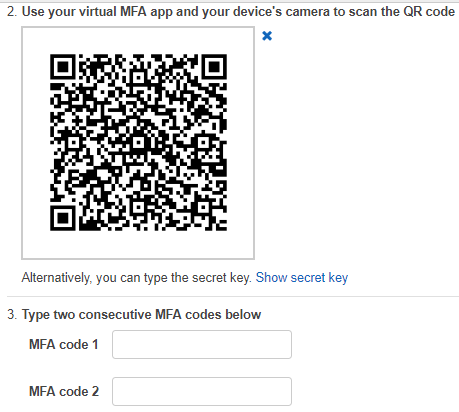 2. Use your virtual MFA app and your device's camera to scan the QR code
Alternatively, you can type the secret key. Show secret key
3. Type two consecutive MFA codes below
MFA code 1
MFA code 2